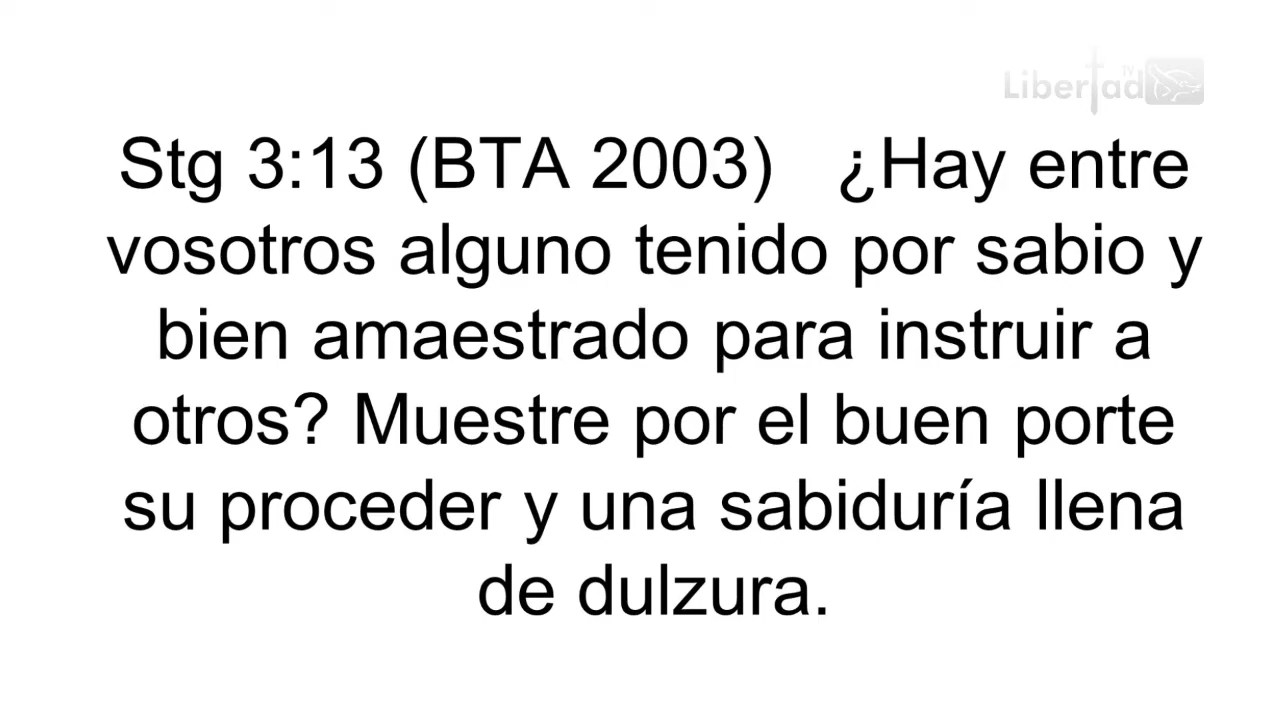 Libertad
TV
Stg 3:13 (BTA 2003) ¿Hay entre
vosotros alguno tenido por sabio y
bien amaestrado para instruir a
otros? Muestre por el buen porte
su proceder y una sabiduría llena
de dulzura.